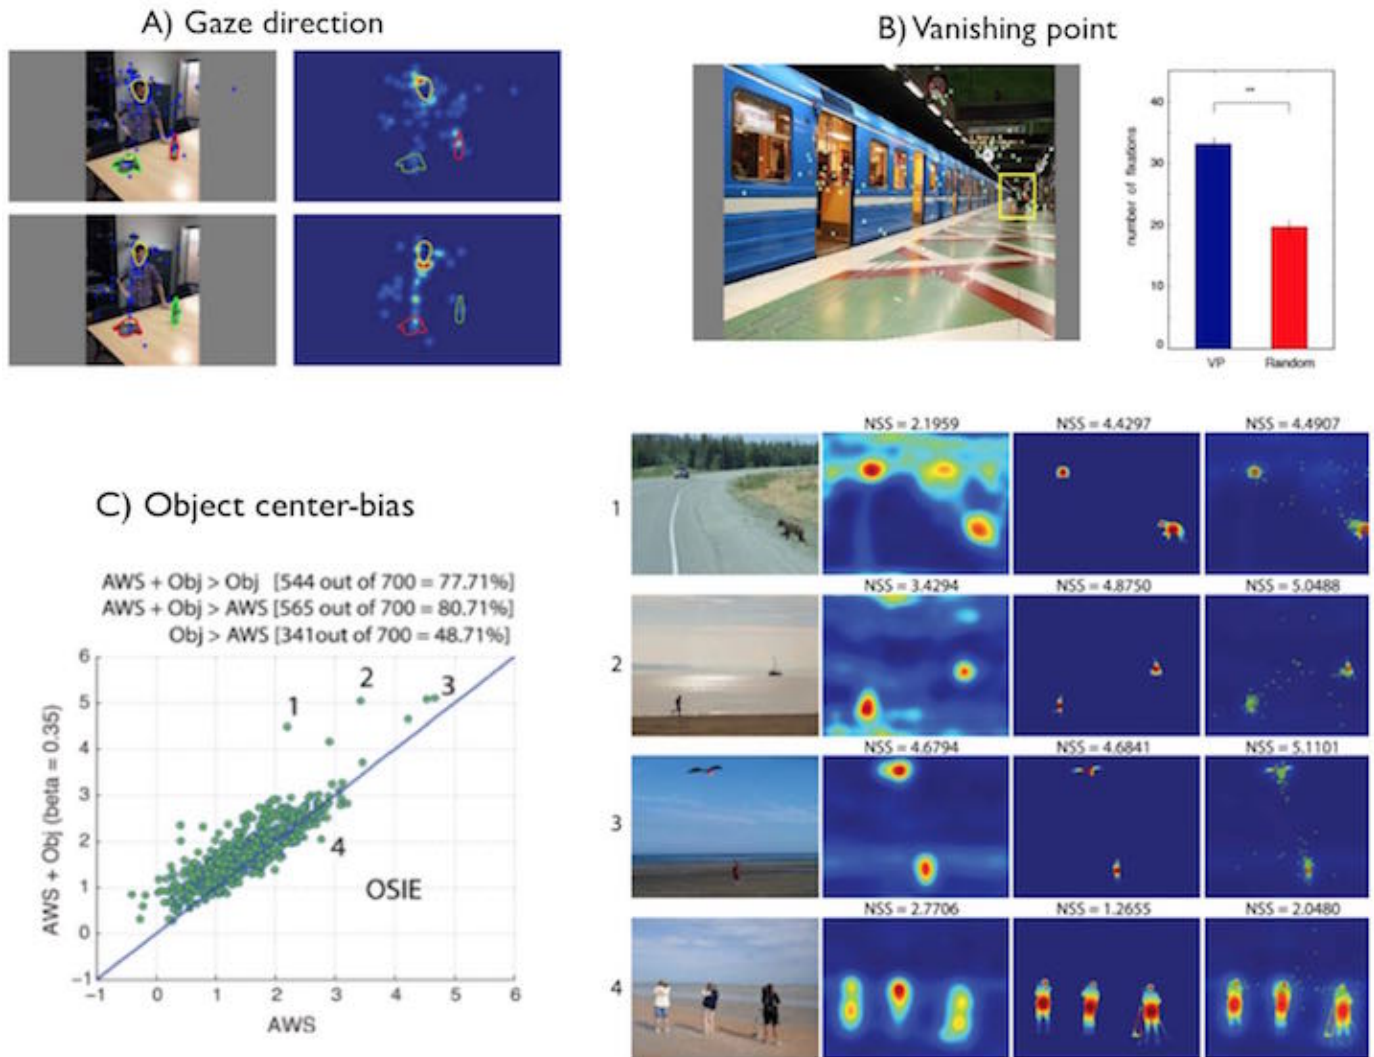 A) Gaze direction
B) Vanishing point
**
40
30
20
10
0
number of fixations
VP
Random
C) Object center-bias
AWS + Obj > Obj [544 out of 700 = 77.71%]
AWS + Obj > AWS [565 out of 700 = 80.71%]
Obj > AWS [341out of 700 = 48.71%]
6
5
4
3
2
1
0
−1
AWS + Obj (beta = 0.35)
1
2
3
4
OSIE
−1 0 1 2 3 4 5 6
AWS
NSS = 2.1959 NSS = 4.4297 NSS = 4.4907
1
NSS = 3.4294 NSS = 4.8750 NSS = 5.0488
2
NSS = 4.6794 NSS = 4.6841 NSS = 5.1101
3
NSS = 2.7706 NSS = 1.2655 NSS = 2.0480
4